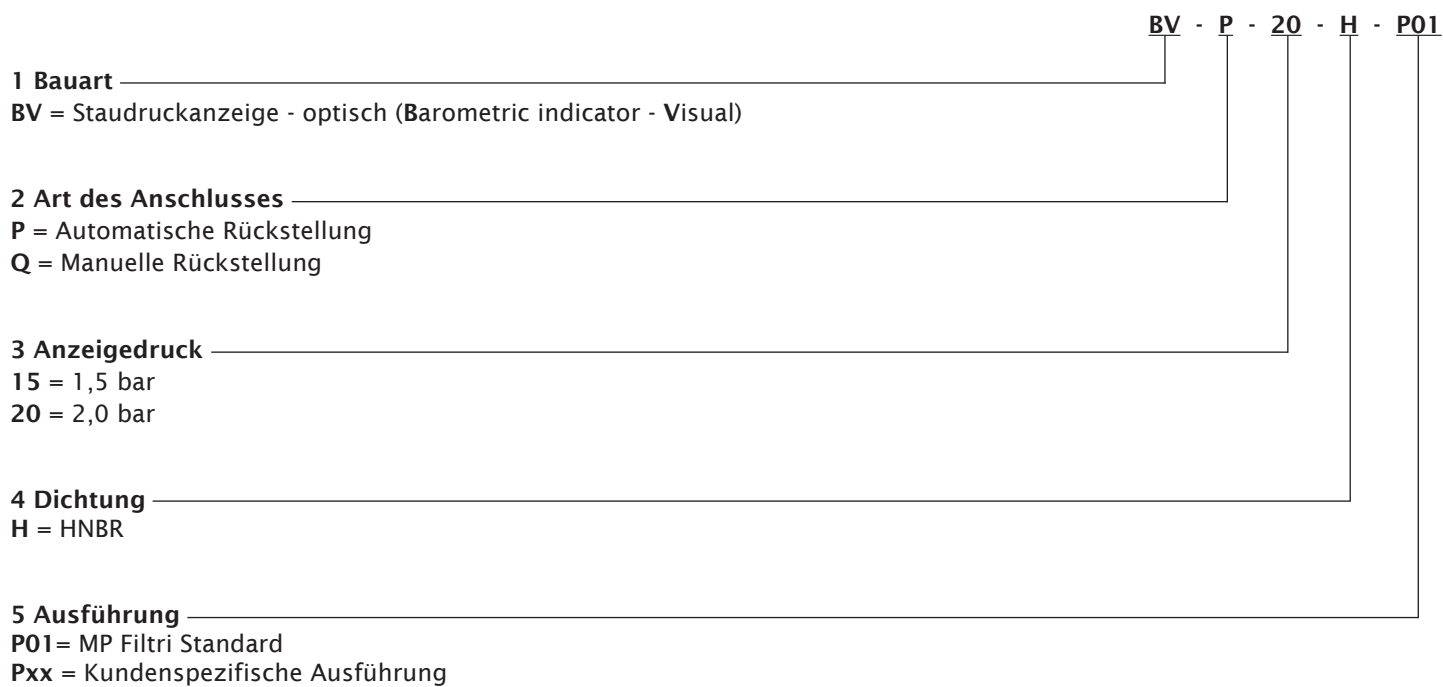 BV - P - 20 - H - P01
1 Bauart
BV = Staudruckanzeige - optisch (Barometric indicator - Visual)
2 Art des Anschlusses
P = Automatische Rückstellung
Q = Manuelle Rückstellung
3 Anzeigedruck
15 = 1,5 bar
20 = 2,0 bar
4 Dichtung
H = HNBR
5 Ausführung
P01= MP Filtri Standard
Pxx = Kundenspezifische Ausführung